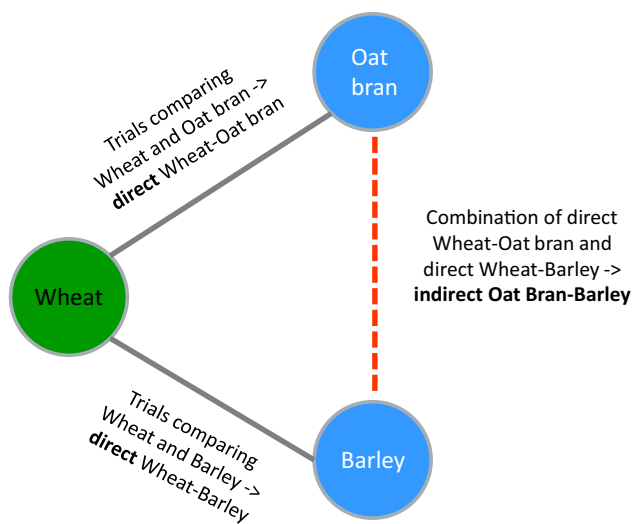 Oat
bran
Trials comparing
Wheat and Oat bran ->
direct Wheat-Oat bran
Combination of direct
Wheat-Oat bran and
direct Wheat-Barley ->
indirect Oat Bran-Barley
Wheat
Trials comparing
Wheat and Barley ->
direct Wheat-Barley
Barley